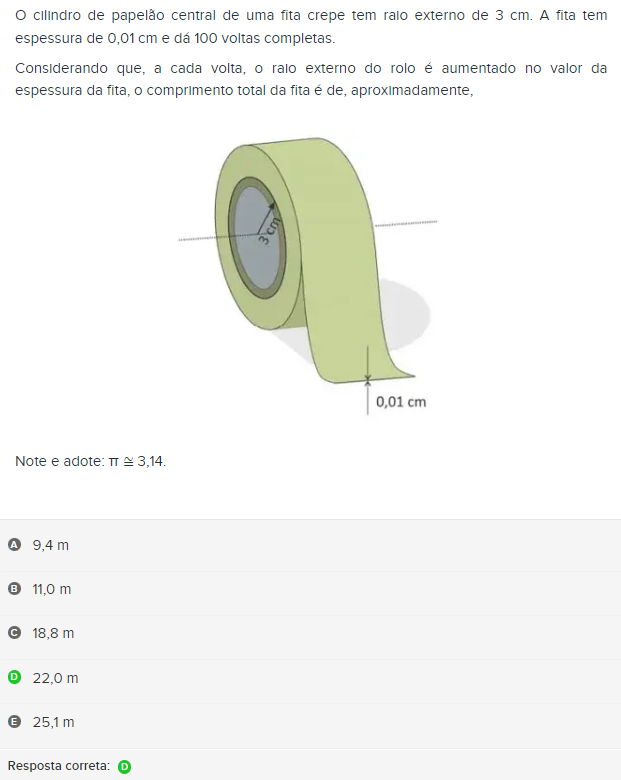 O cilindro de papelão central de uma fita crepe tem raio externo de 3 cm. A fita tem
espessura de 0,01 cm e dá 100 voltas completas.
Considerando que, a cada volta, o raio externo do rolo é aumentado no valor da
espessura da fita, o comprimento total da fita é de, aproximadamente,
3 cm
0,01 cm
Note e adote: π ≅ 3,14.
A 9,4 m
B 11,0 m
C 18,8 m
D 22,0 m
E 25,1 m
Resposta correta: D